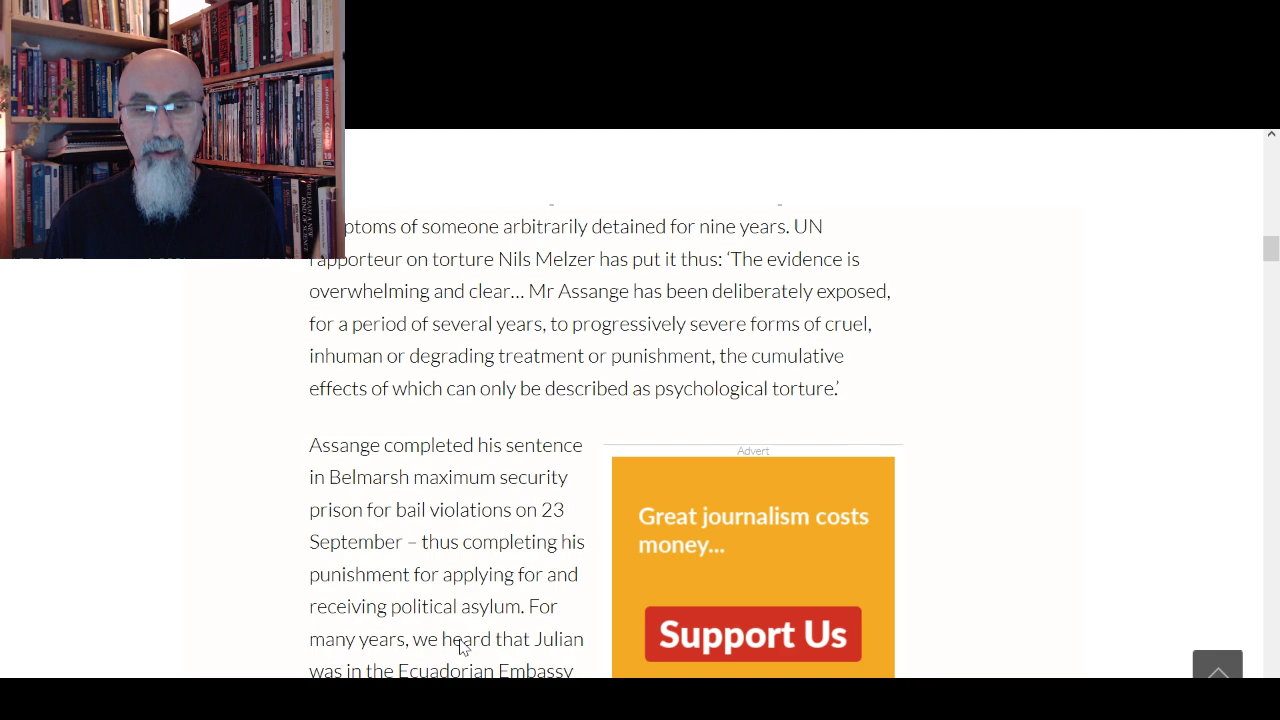 ptoms of someone arbitrarily detained for nine years. UN
rapporteur on torture Nils Melzer has put it thus: ‘The evidence is
overwhelming and clear… Mr Assange has been deliberately exposed,
for a period of several years, to progressively severe forms of cruel,
inhuman or degrading treatment or punishment, the cumulative
effects of which can only be described as psychological torture.’
Assange completed his sentence
in Belmarsh maximum security
prison for bail violations on 23
September – thus completing his
punishment for applying for and
receiving political asylum. For
many years, we heard that Julian
was in the Ecuadorian Embassy
Advert
Great journalism costs
money...
Support Us